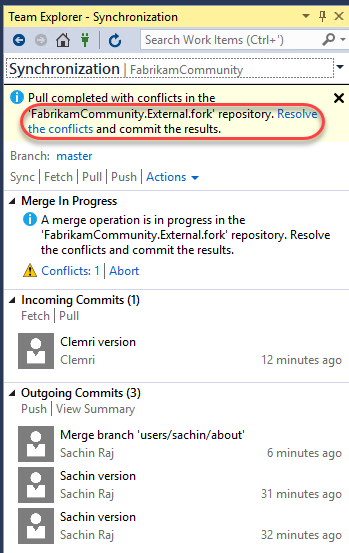 Team Explorer - Synchronization
Search Work Items (Ctrl+')
Synchronization | FabrikamCommunity
Pull completed with conflicts in the
'FabrikamCommunity.External.fork' repository. Resolve
the conflicts and commit the results.
Branch: master
Sync | Fetch | Pull | Push | Actions
Merge In Progress
A merge operation is in progress in the
'FabrikamCommunity.External.fork' repository. Resolve
the conflicts and commit the results.
Conflicts: 1 | Abort
Incoming Commits (1)
Fetch | Pull
Clemri version
Clemri 12 minutes ago
Outgoing Commits (3)
Push | View Summary
Merge branch 'users/sachin/about'
Sachin Raj 6 minutes ago
Sachin version
Sachin Raj 31 minutes ago
Sachin version
Sachin Raj 32 minutes ago